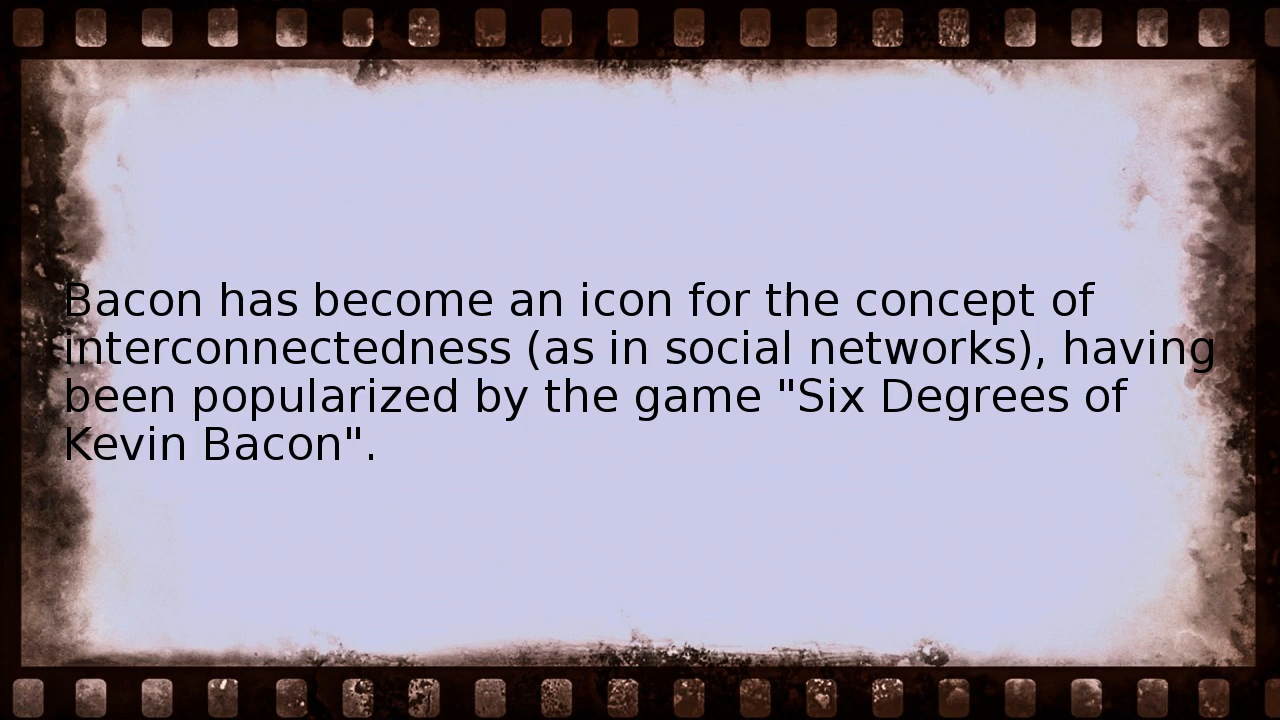 Bacon has become an icon for the concept of
interconnectedness (as in social networks), having
been popularized by the game "Six Degrees of
Kevin Bacon".